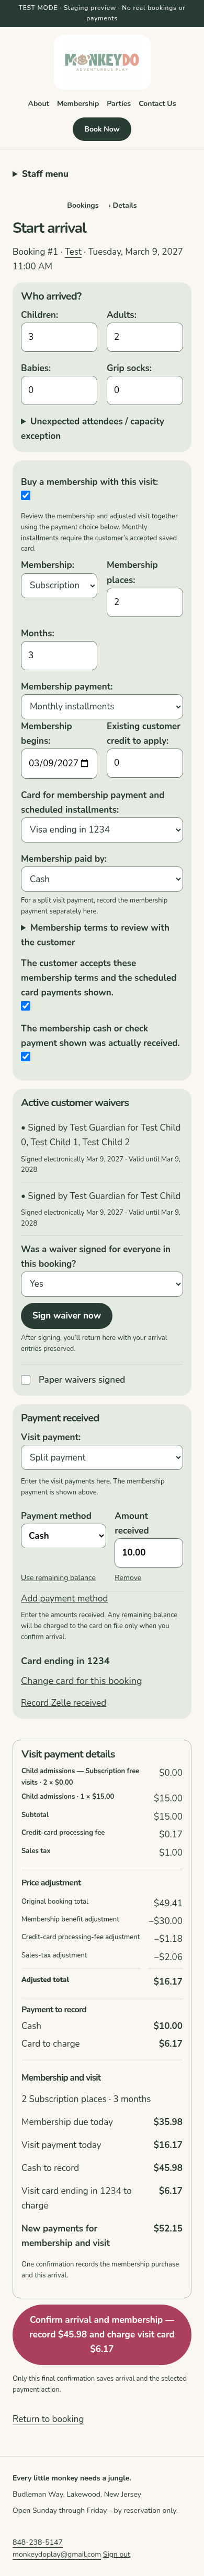 TEST MODE · Staging preview · No real bookings or
payments
MONKEYDO
ADVENTUROUS PLAY
About Membership Parties Contact Us
Book Now
▶ Staff menu
Bookings › Details
Start arrival
Booking #1 · Test · Tuesday, March 9, 2027
11:00 AM
Who arrived?
Children: Adults:
3 2
Babies: Grip socks:
0 0
▶ Unexpected attendees / capacity
exception
Buy a membership with this visit:
Review the membership and adjusted visit together
using the payment choice below. Monthly
installments require the customer's accepted saved
card.
Membership: Membership
places:
Subscription 2
Months:
3
Membership payment:
Monthly installments
Membership Existing customer
begins: credit to apply:
03/09/2027 0
Card for membership payment and
scheduled installments:
Visa ending in 1234
Membership paid by:
Cash
For a split visit payment, record the membership
payment separately here.
▶ Membership terms to review with
the customer
The customer accepts these
membership terms and the scheduled
card payments shown.
The membership cash or check
payment shown was actually received.
Active customer waivers
• Signed by Test Guardian for Test Child
0, Test Child 1, Test Child 2
Signed electronically Mar 9, 2027 · Valid until Mar 9,
2028
• Signed by Test Guardian for Test Child
Signed electronically Mar 9, 2027 · Valid until Mar 9,
2028
Was a waiver signed for everyone in
this booking?
Yes
Sign waiver now
After signing, you'll return here with your arrival
entries preserved.
Paper waivers signed
Payment received
Visit payment:
Split payment
Enter the visit payments here. The membership
payment is shown above.
Payment method Amount
received
Cash 10.00
Use remaining balance Remove
Add payment method
Enter the amounts received. Any remaining balance
will be charged to the card on file only when you
confirm arrival.
Card ending in 1234
Change card for this booking
Record Zelle received
Visit payment details
Child admissions — Subscription free $0.00
visits · 2 × $0.00
Child admissions · 1 × $15.00 $15.00
Subtotal $15.00
Credit-card processing fee $0.17
Sales tax $1.00
Price adjustment
Original booking total $49.41
Membership benefit adjustment −$30.00
Credit-card processing-fee adjustment −$1.18
Sales-tax adjustment −$2.06
Adjusted total $16.17
Payment to record
Cash $10.00
Card to charge $6.17
Membership and visit
2 Subscription places · 3 months
Membership due today $35.98
Visit payment today $16.17
Cash to record $45.98
Visit card ending in 1234 to $6.17
charge
New payments for $52.15
membership and visit
One confirmation records the membership purchase
and this arrival.
Confirm arrival and membership —
record $45.98 and charge visit card
$6.17
Only this final confirmation saves arrival and the selected
payment action.
Return to booking
Every little monkey needs a jungle.
Budleman Way, Lakewood, New Jersey
Open Sunday through Friday - by reservation only.
848-238-5147
monkeydoplay@gmail.com Sign out